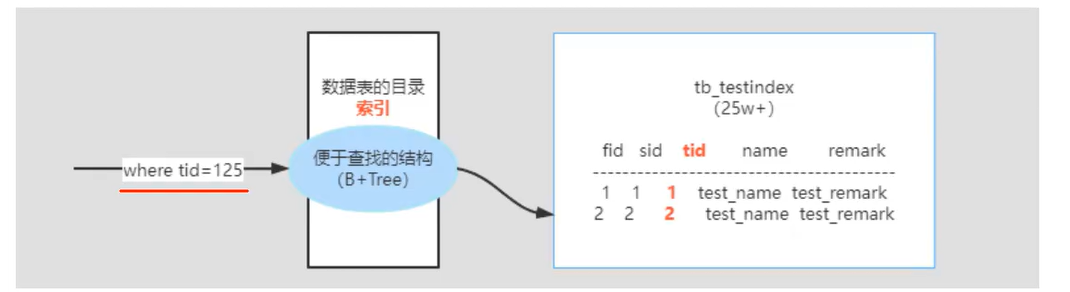 where tid=125
数据表的目录
索引
便于查找的结构
(B+Tree)
tb_testindex
(25w+)
fid sid tid name remark
1 1 1 test_name test_remark
2 2 2 test_name test_remark